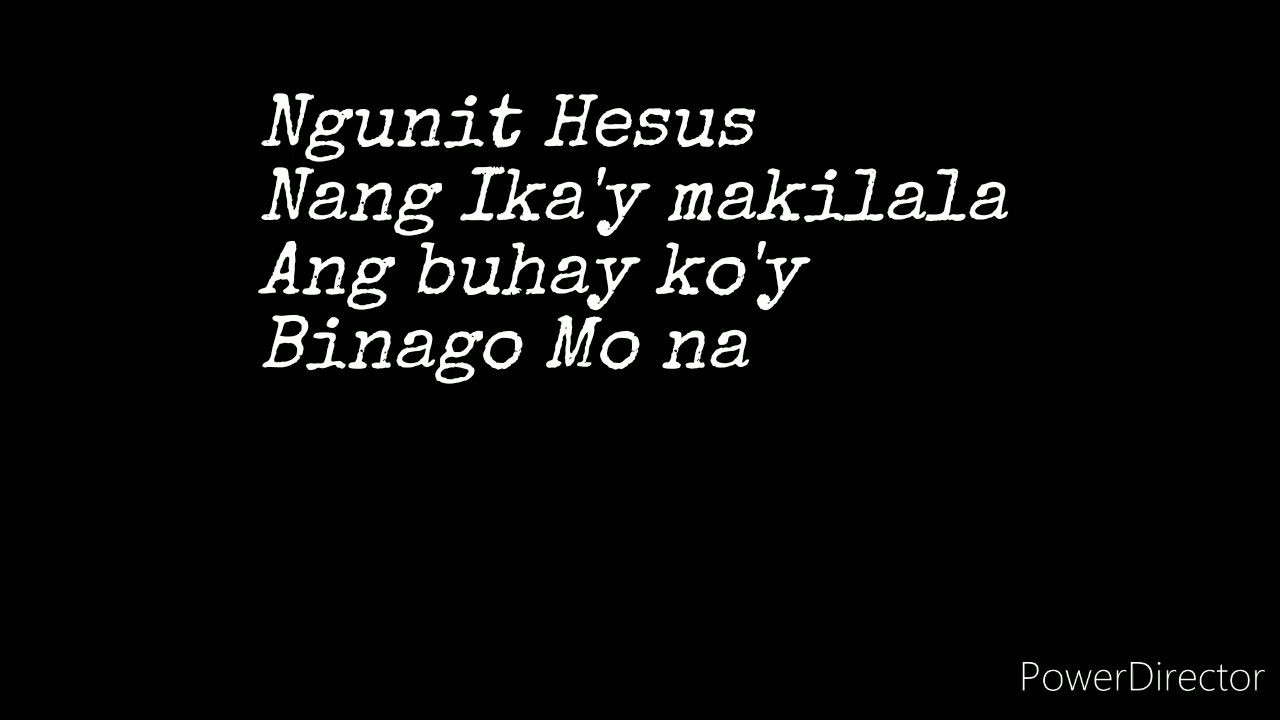 Ngunit Hesus
Nang Ika'y makilala
Ang buhay ko'y
Binago Mo na
PowerDirector